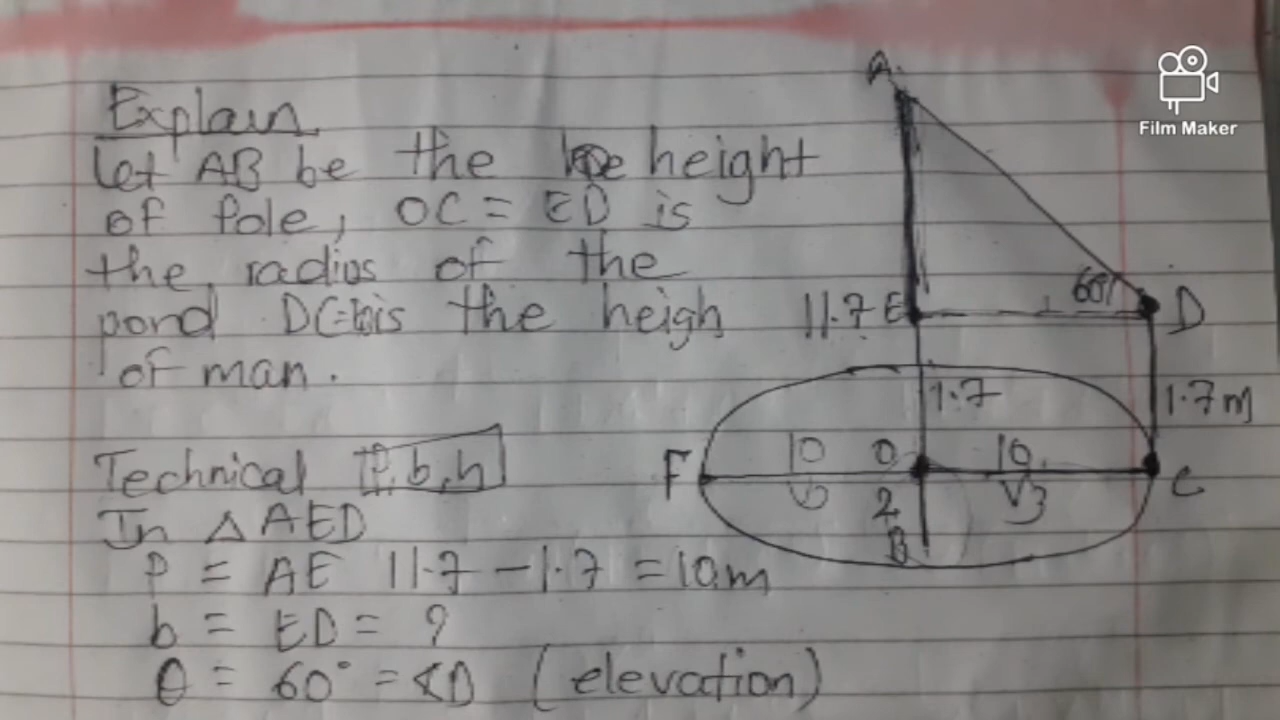 Explain
Let AB be the height
of Pole, OC = ED is
the radius of the
pond DC= is the heigh
of man.
Technical P, b, h
In △ AED
P = AE 11.7 - 1.7 = 10m
b = ED = ?
θ = 60° = ∢D (elevation)
A
60°
11.7 E
D
1.7
1.7m
F
10
O
10
C
√3
2
B
Film Maker